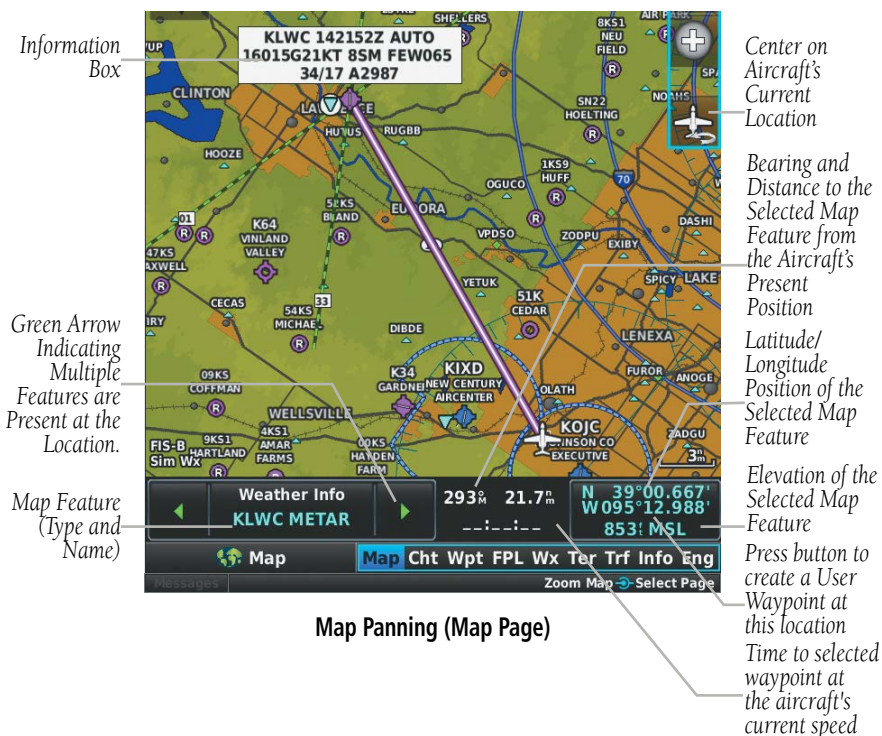 Information
Box
Center on
Aircraft's
Current
Location
Bearing and
Distance to the
Selected Map
Feature from
the Aircraft's
Present
Position
Green Arrow
Indicating
Multiple
Features are
Present at the
Location.
Latitude/
Longitude
Position of the
Selected Map
Feature
Map Feature
(Type and
Name)
Elevation of the
Selected Map
Feature
Press button to
create a User
Waypoint at
this location
Time to selected
waypoint at
the aircraft's
current speed
KLWC 142152Z AUTO
16015G21KT 8SM FEW065
34/17 A2987
SHELLERS
8KS1
NEU
FIELD
AIR PARK
CLINTON
SN22
HOELTING
R
NOAHS
RUGBB
HOOZE
1KS9
HUFF
R
OGUCO
70
BLAND
R
EUDORA
01
R
R
K64
VINLAND
VALLEY
VPDSO
ZODPU
EXIBY
DASHI
47KS
R
YETUK
SPICY
LAKE
CECAS
33
54KS
MICHAEL
R
51K
CEDAR
DIBDE
LENEXA
09KS
COFFMAN
R
K34
KIXD
NEW CENTURY
AIRCENTER
FUROR
ANOGE
OLATH
WELLSVILLE
KOJC
JOHNSON CO
EXECUTIVE
ZADGU
FIS-B
Sim Wx
9KS1
HARTLAND
R
4KS1
AMAR
FARMS
00KS
HAYDEN
FARM
3nm
Weather Info
KLWC METAR
293°M 21.7nm
__:__:__
N 39°00.667'
W095°12.988'
853ft MSL
Map
Map Cht Wpt FPL Wx Ter Trf Info Eng
Messages
Zoom Map Select Page
Map Panning (Map Page)